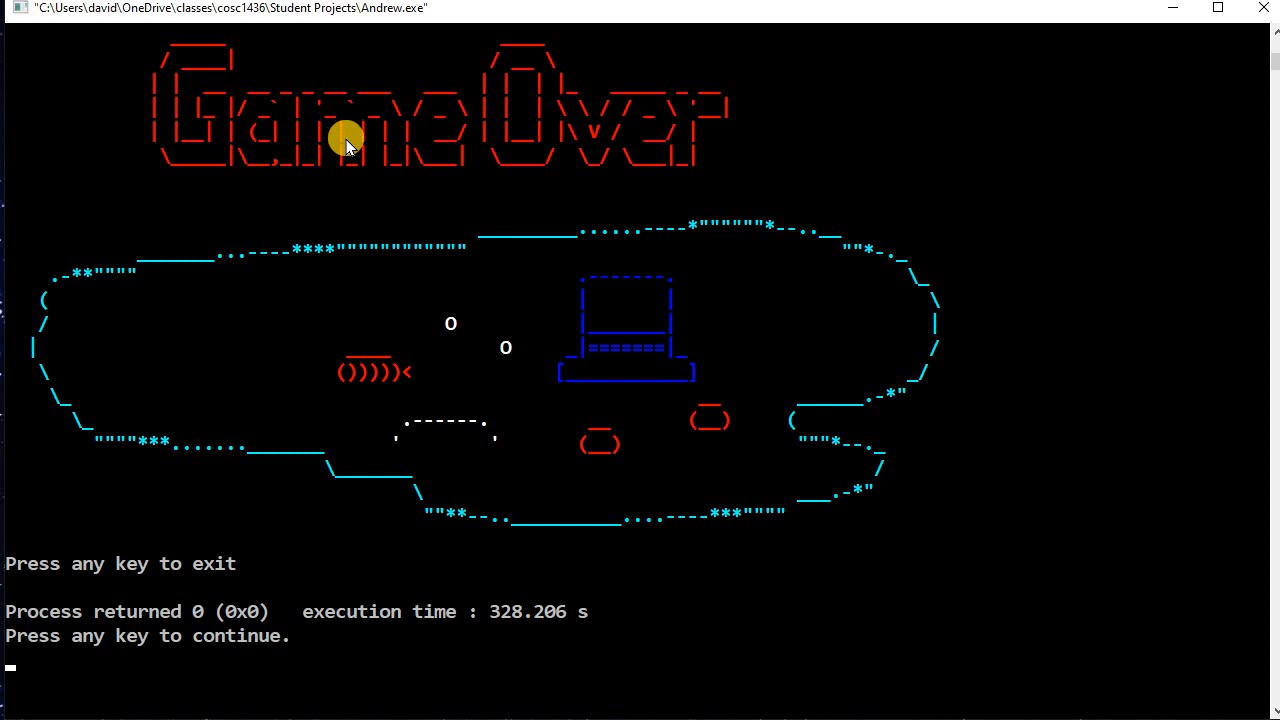 "C:\Users\david\OneDrive\classes\cosc1436\Student Projects\Andrew.exe"
Game Over
Press any key to exit
Process returned 0 (0x0)   execution time : 328.206 s
Press any key to continue.